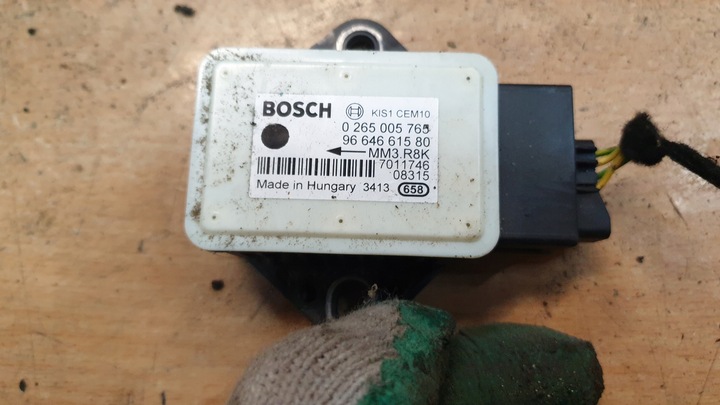 BOSCH KIS1 CEM10
0 265 005 765
96 646 615 80
MM3.R8K
7011746
08315
Made in Hungary 3413 658